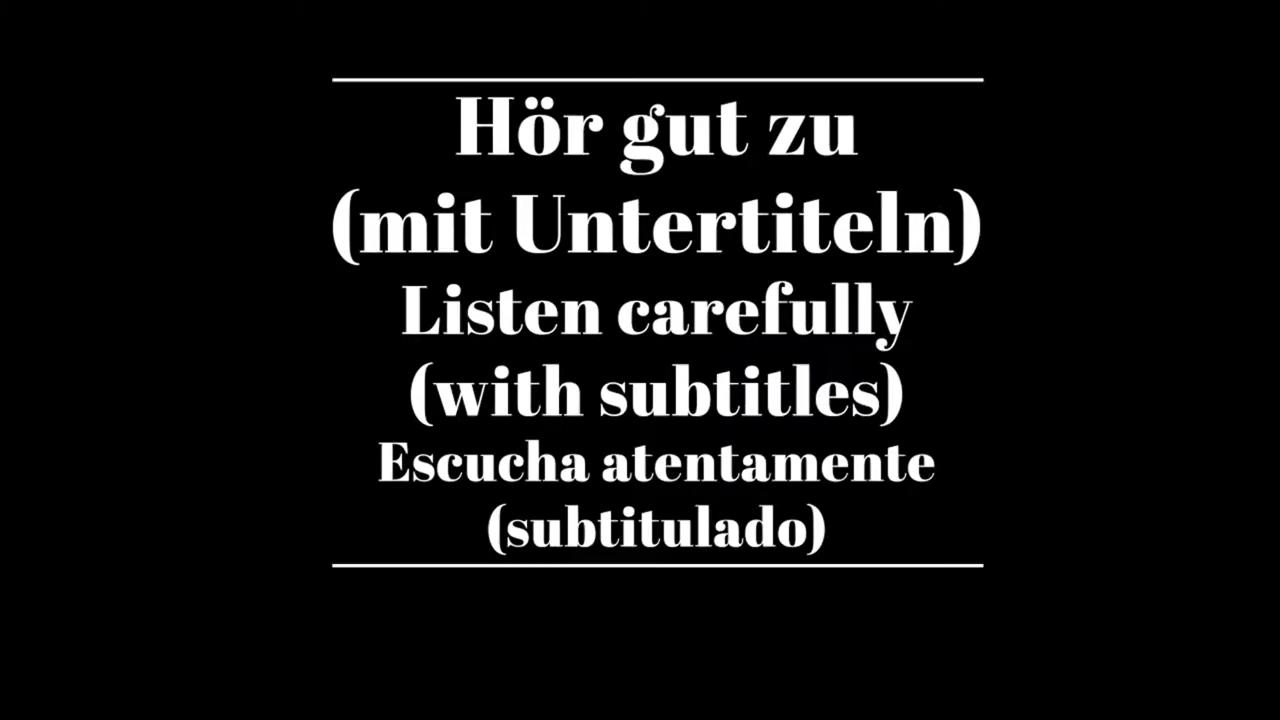 Hör gut zu
(mit Untertiteln)
Listen carefully
(with subtitles)
Escucha atentamente
(subtitulado)